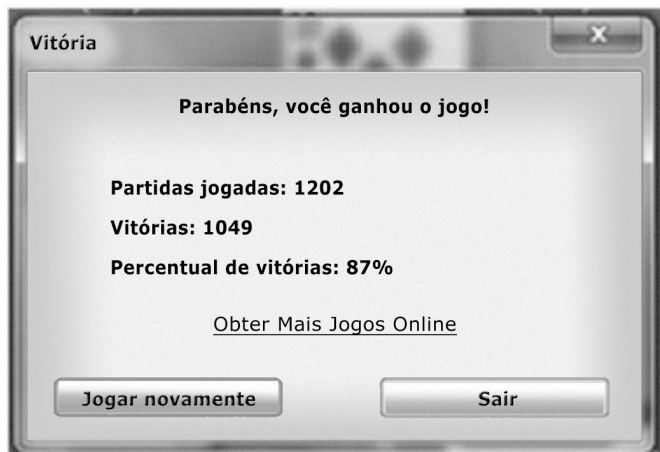 Vitória
Parabéns, você ganhou o jogo!
Partidas jogadas: 1202
Vitórias: 1049
Percentual de vitórias: 87%
Obter Mais Jogos Online
Jogar novamente
Sair